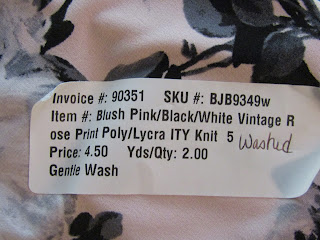 Invoice #: 90351 SKU #: BJB9349w
Item #: Blush Pink/Black/White Vintage R
ose Print Poly/Lycra ITY Knit 5 Washed
Price: 4.50 Yds/Qty: 2.00
Gentle Wash